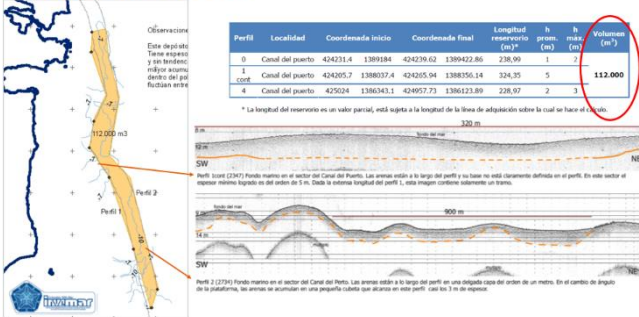 Observacione
Este depósito
Tiene espeso
y sin tendenc
mayor acumu
dentro del po
fluctúan entre
112.000 m3
Perfil 2
Perfil 1
invemar
Perfil Localidad Coordenada inicio Coordenada final Longitud reservorio (m)* h prom. (m) h máx. (m) Volumen (m³)
0 Canal del puerto 424231.4 1389184 424239.62 1389422.86 238,99 1 2
1 cont Canal del puerto 424205.7 1388037.4 424265.94 1388356.14 324,35 5 112.000
4 Canal del puerto 425024 1386343.1 424957.73 1386123.89 228,97 2 3
* La longitud del reservorio es un valor parcial, está sujeta a la longitud de la línea de adquisición sobre la cual se hace el cálculo.
320 m
fondo del mar
12 m
SW NE
Perfil 1cont (2347) Fondo marino en el sector del Canal del Puerto. Las arenas están a lo largo del perfil y su base no está claramente definida en el perfil. En este sector el
espesor mínimo logrado es del orden de 5 m. Dada la extensa longitud del perfil 1, esta imagen contiene solamente un tramo.
fondo del mar
900 m
14 m
SW NE
Perfil 2 (2734) Fondo marino en el sector del Canal del Perto. Las arenas están a lo largo del perfil en una delgada capa del orden de un metro. En el cambio de ángulo
de la plataforma, las arenas se acumulan en una pequeña cubeta que alcanza en este perfil casi los 3 m de espesor.